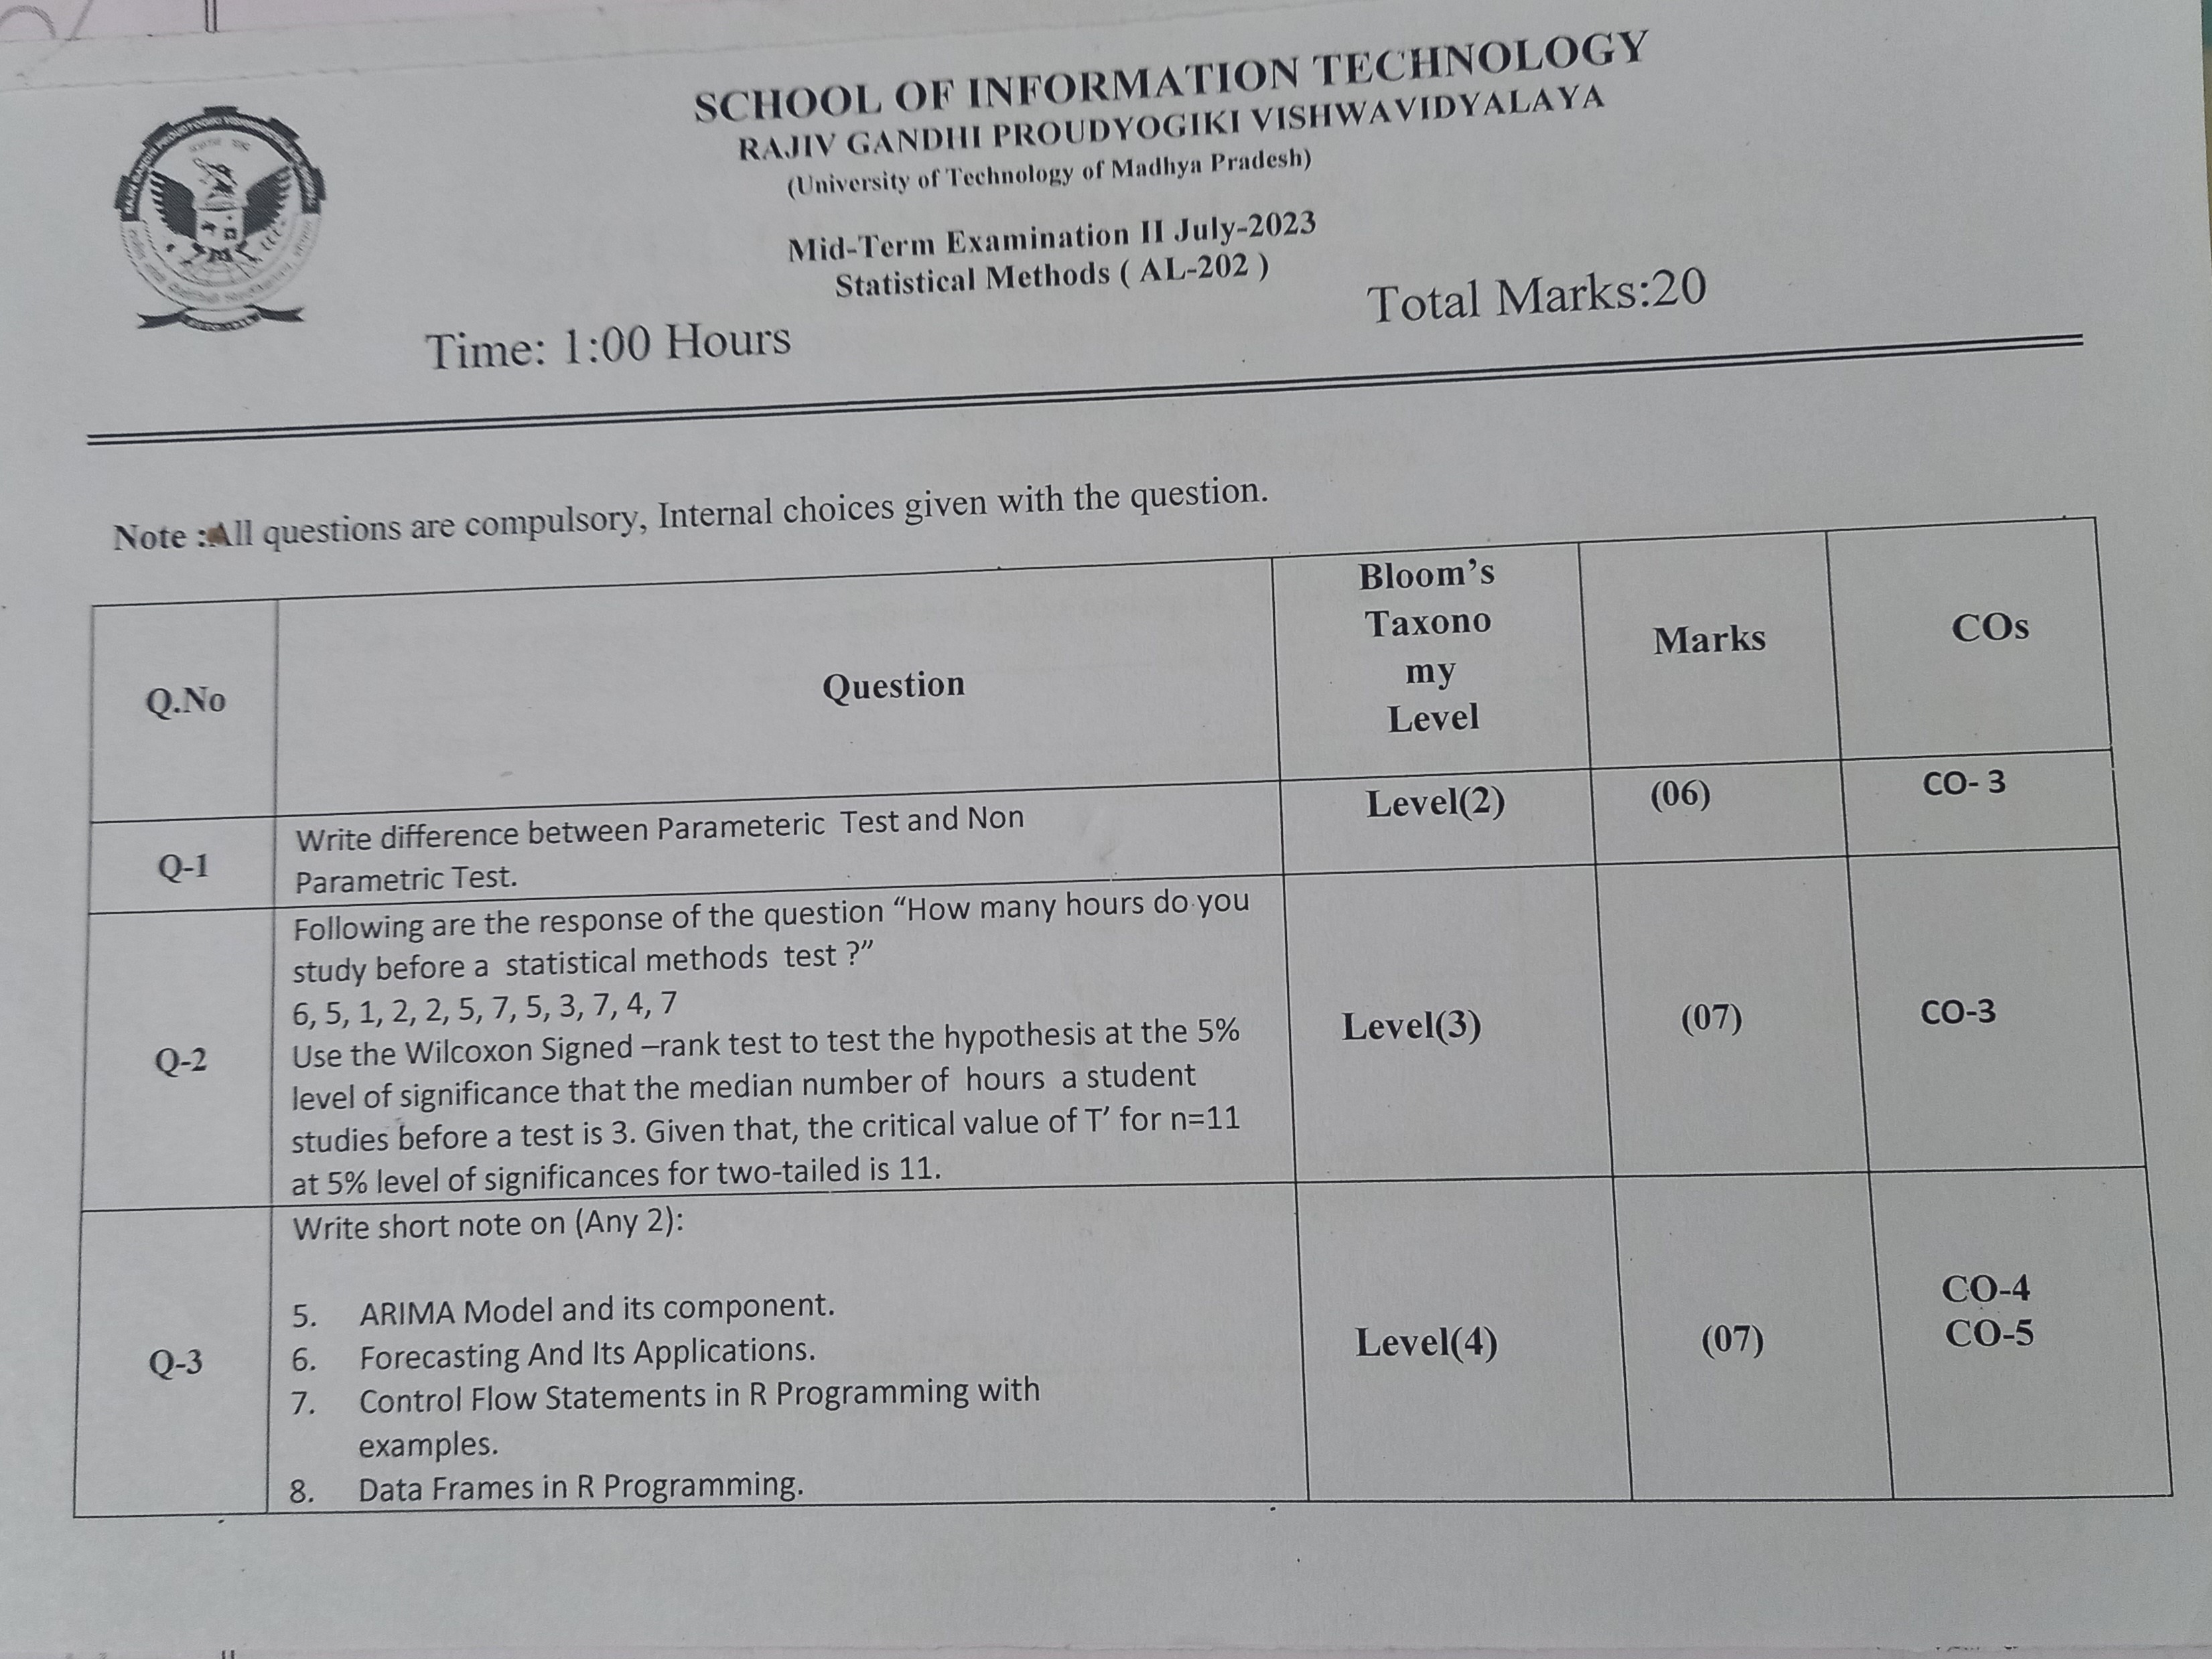 SCHOOL OF INFORMATION TECHNOLOGY
RAJIV GANDHI PROUDYOGIKI VISHWAVIDYALAYA
(University of Technology of Madhya Pradesh)
Mid-Term Examination II July-2023
Statistical Methods ( AL-202 )
Time: 1:00 Hours
Total Marks:20
Note :All questions are compulsory, Internal choices given with the question.
Q.No
Question
Bloom's
Taxono
my
Level
Marks
COs
Q-1
Write difference between Parameteric Test and Non
Parametric Test.
Level(2)
(06)
CO- 3
Q-2
Following are the response of the question “How many hours do you
study before a statistical methods test ?”
6, 5, 1, 2, 2, 5, 7, 5, 3, 7, 4, 7
Use the Wilcoxon Signed –rank test to test the hypothesis at the 5%
level of significance that the median number of hours a student
studies before a test is 3. Given that, the critical value of T’ for n=11
at 5% level of significances for two-tailed is 11.
Level(3)
(07)
CO-3
Q-3
Write short note on (Any 2):
5. ARIMA Model and its component.
6. Forecasting And Its Applications.
7. Control Flow Statements in R Programming with
examples.
8. Data Frames in R Programming.
Level(4)
(07)
CO-4
CO-5